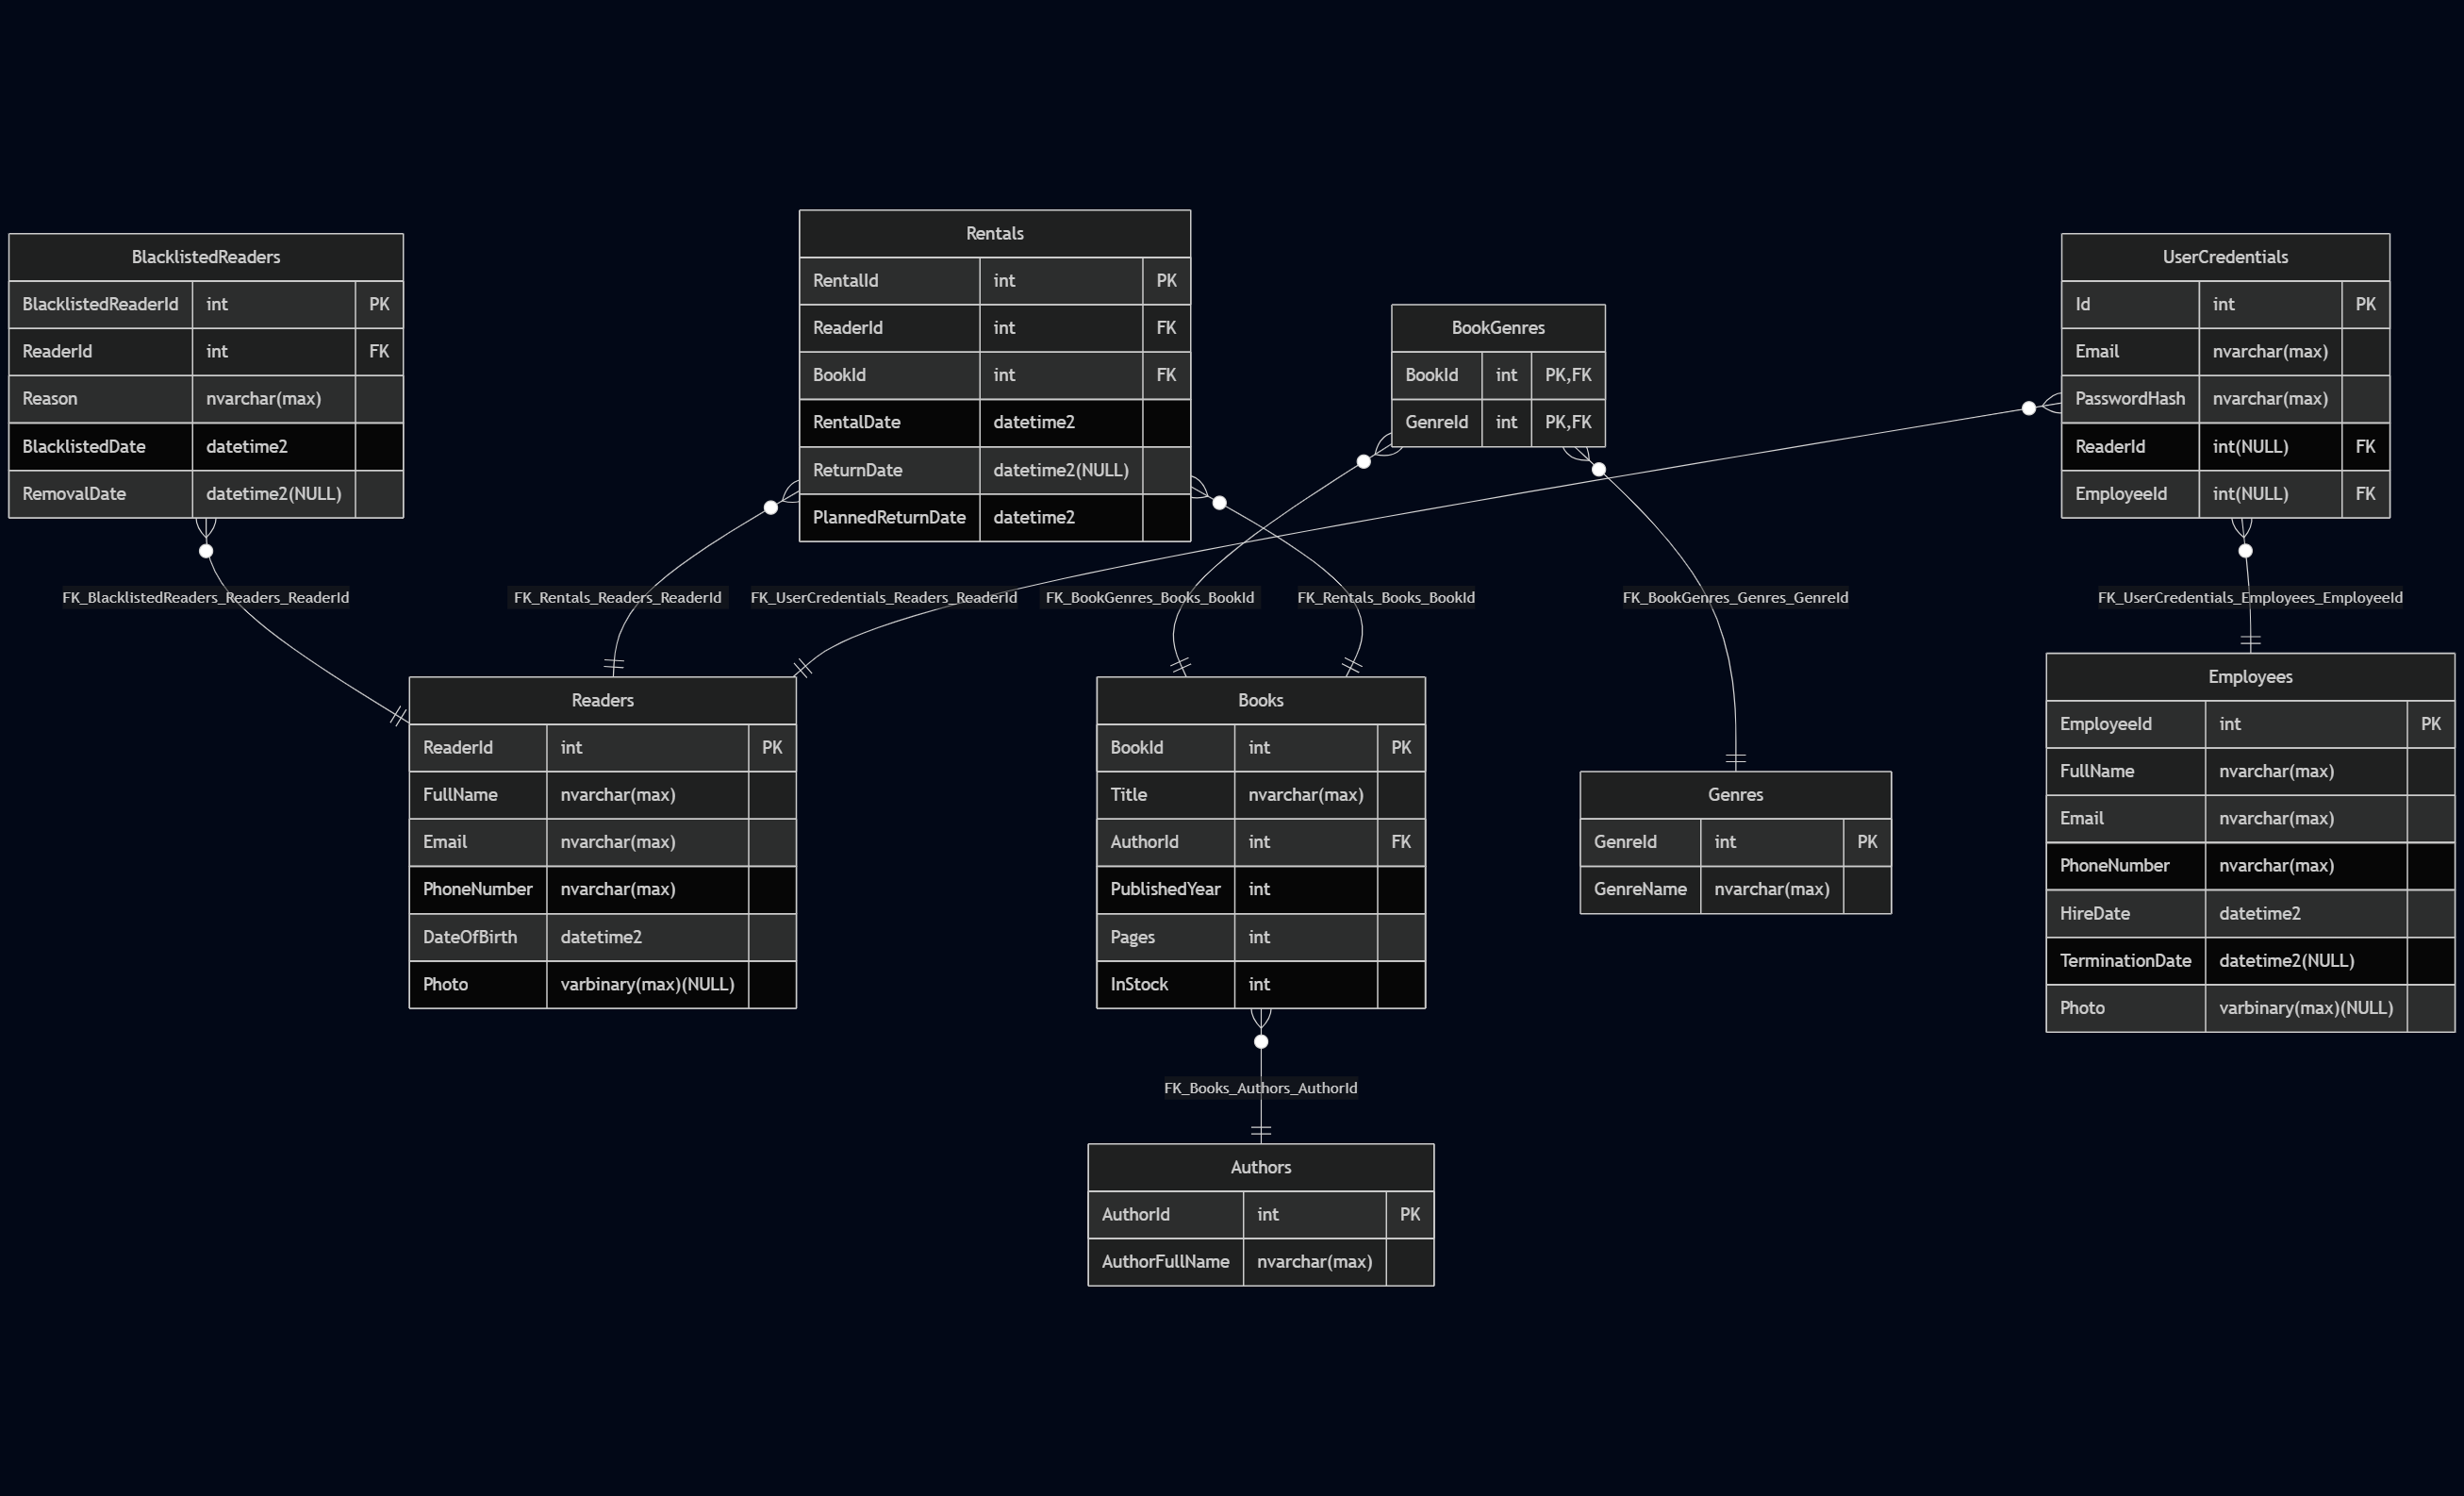 BlacklistedReaders
BlacklistedReaderId int PK
ReaderId int FK
Reason nvarchar(max)
BlacklistedDate datetime2
RemovalDate datetime2(NULL)
Rentals
RentalId int PK
ReaderId int FK
BookId int FK
RentalDate datetime2
ReturnDate datetime2(NULL)
PlannedReturnDate datetime2
BookGenres
BookId int PK,FK
GenreId int PK,FK
UserCredentials
Id int PK
Email nvarchar(max)
PasswordHash nvarchar(max)
ReaderId int(NULL) FK
EmployeeId int(NULL) FK
FK_BlacklistedReaders_Readers_ReaderId
FK_Rentals_Readers_ReaderId
FK_UserCredentials_Readers_ReaderId
FK_BookGenres_Books_BookId
FK_Rentals_Books_BookId
FK_BookGenres_Genres_GenreId
FK_UserCredentials_Employees_EmployeeId
Readers
ReaderId int PK
FullName nvarchar(max)
Email nvarchar(max)
PhoneNumber nvarchar(max)
DateOfBirth datetime2
Photo varbinary(max)(NULL)
Books
BookId int PK
Title nvarchar(max)
AuthorId int FK
PublishedYear int
Pages int
InStock int
Genres
GenreId int PK
GenreName nvarchar(max)
Employees
EmployeeId int PK
FullName nvarchar(max)
Email nvarchar(max)
PhoneNumber nvarchar(max)
HireDate datetime2
TerminationDate datetime2(NULL)
Photo varbinary(max)(NULL)
FK_Books_Authors_AuthorId
Authors
AuthorId int PK
AuthorFullName nvarchar(max)